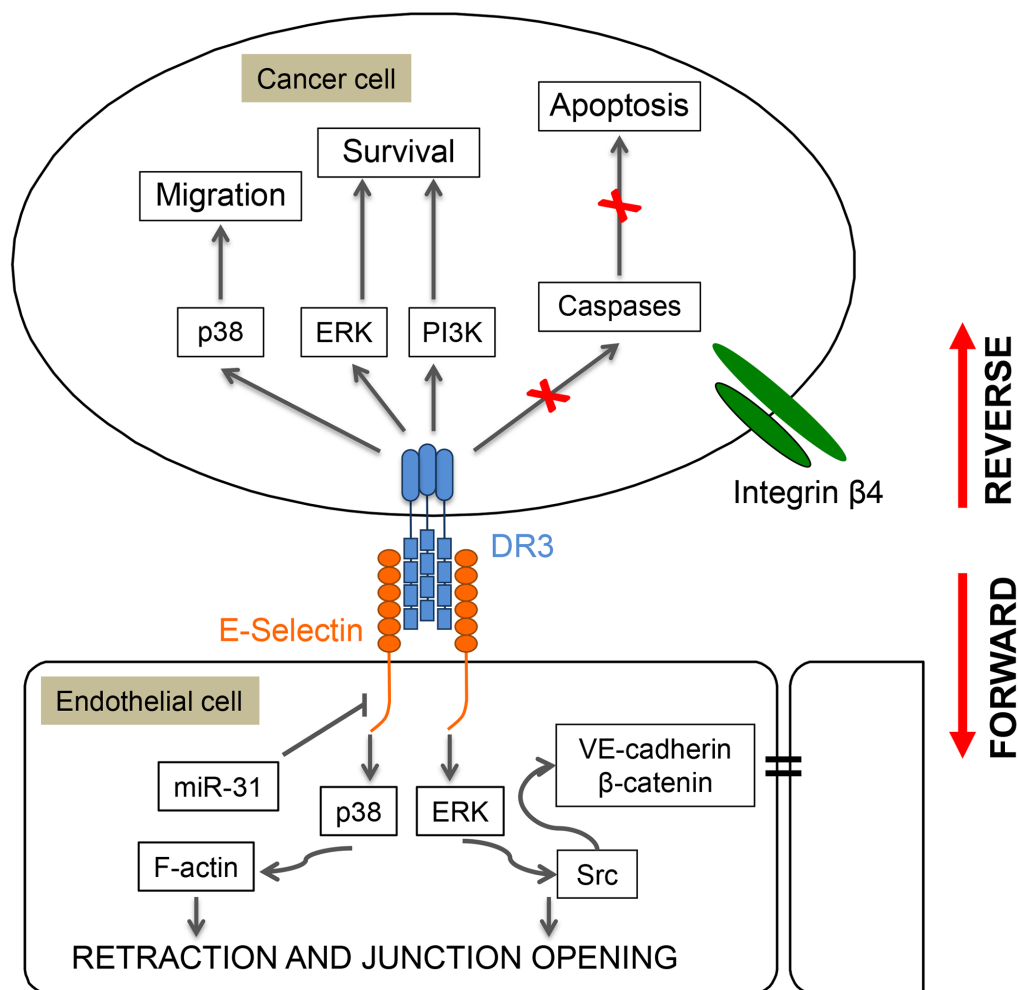 Cancer cell
Apoptosis
Survival
Migration
Caspases
p38
ERK
PI3K
Integrin β4
REVERSE
DR3
E-Selectin
FORWARD
Endothelial cell
VE-cadherin
β-catenin
miR-31
p38
ERK
F-actin
Src
RETRACTION AND JUNCTION OPENING